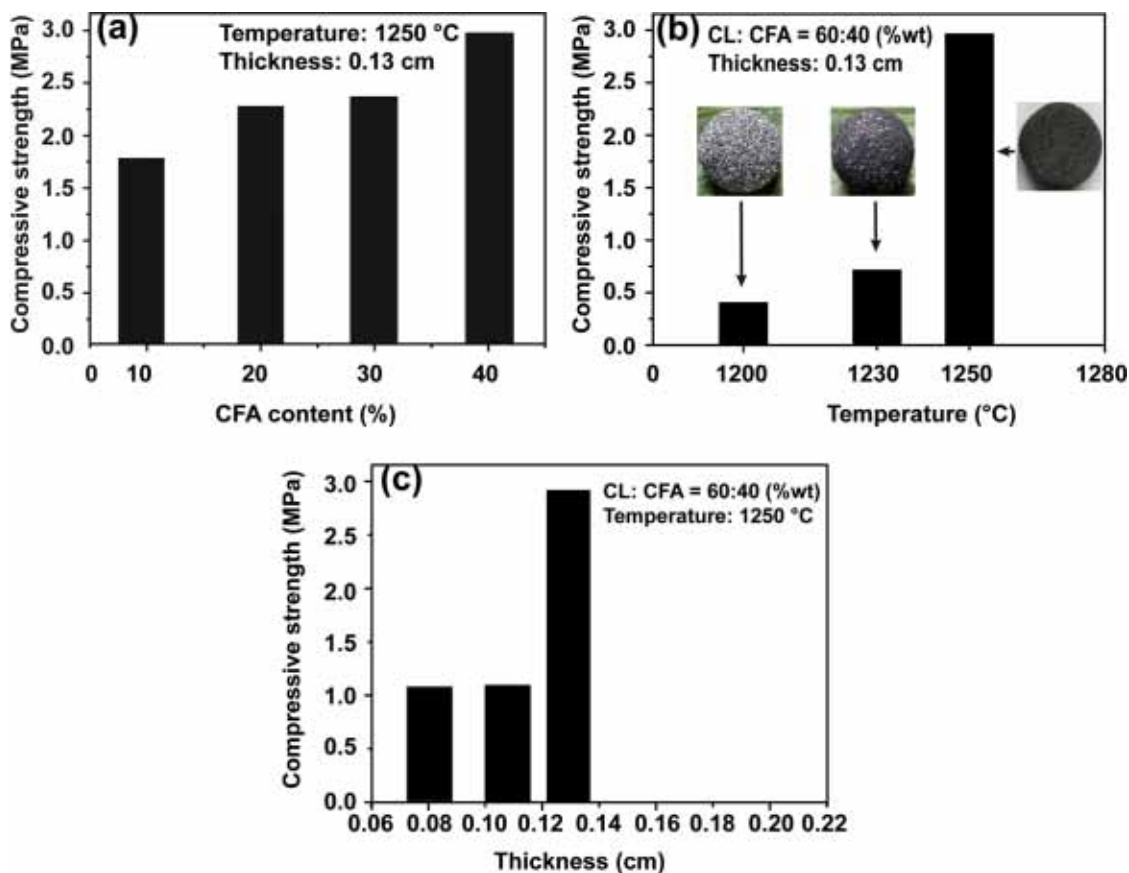 (a)
Temperature: 1250 °C
Thickness: 0.13 cm
Compressive strength (MPa)
3.0
2.5
2.0
1.5
1.0
0.5
0.0
0 10 20 30 40
CFA content (%)
(b)
CL: CFA = 60:40 (%wt)
Thickness: 0.13 cm
Compressive strength (MPa)
3.0
2.5
2.0
1.5
1.0
0.5
0.0
0 1200 1230 1250 1280
Temperature (°C)
(c)
CL: CFA = 60:40 (%wt)
Temperature: 1250 °C
Compressive strength (MPa)
3.0
2.5
2.0
1.5
1.0
0.5
0.0
0.06 0.08 0.10 0.12 0.14 0.16 0.18 0.20 0.22
Thickness (cm)